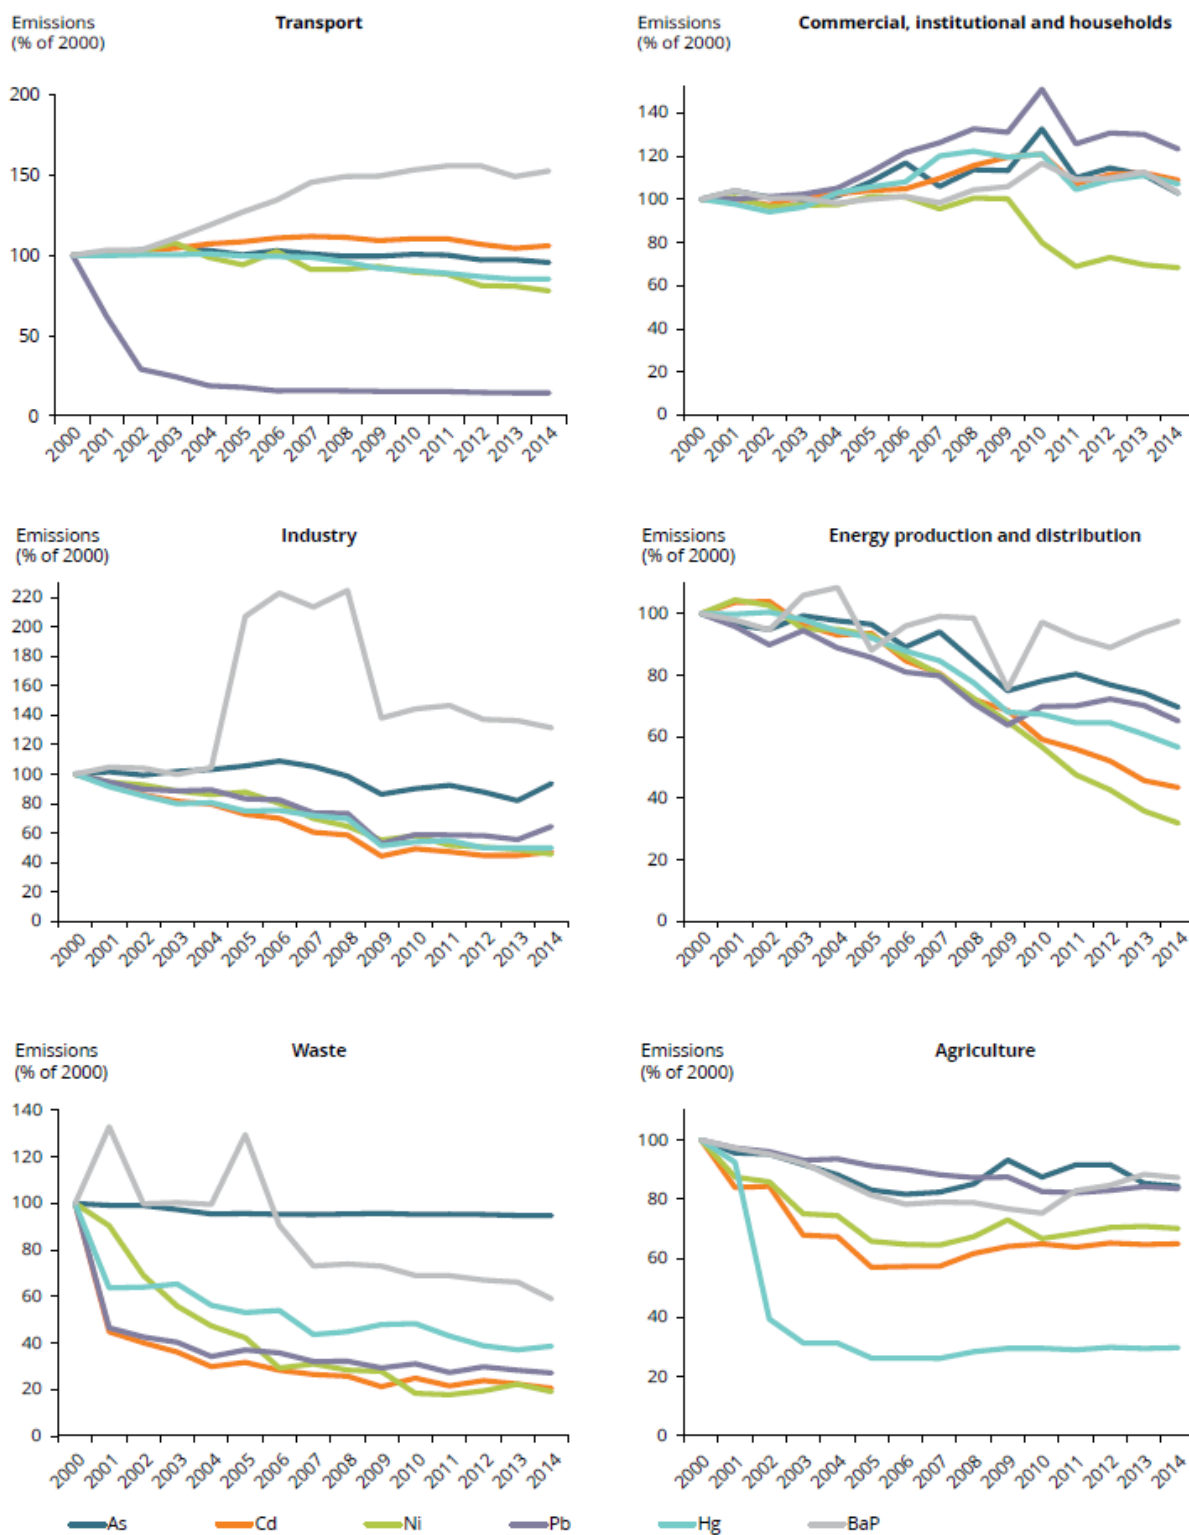 Emissions
(% of 2000)
Transport
200
150
100
50
0
2000 2001 2002 2003 2004 2005 2006 2007 2008 2009 2010 2011 2012 2013 2014
Emissions
(% of 2000)
Commercial, institutional and households
140
120
100
80
60
40
20
0
2000 2001 2002 2003 2004 2005 2006 2007 2008 2009 2010 2011 2012 2013 2014
Emissions
(% of 2000)
Industry
220
200
180
160
140
120
100
80
60
40
20
0
2000 2001 2002 2003 2004 2005 2006 2007 2008 2009 2010 2011 2012 2013 2014
Emissions
(% of 2000)
Energy production and distribution
100
80
60
40
20
0
2000 2001 2002 2003 2004 2005 2006 2007 2008 2009 2010 2011 2012 2013 2014
Emissions
(% of 2000)
Waste
140
120
100
80
60
40
20
0
2000 2001 2002 2003 2004 2005 2006 2007 2008 2009 2010 2011 2012 2013 2014
Emissions
(% of 2000)
Agriculture
100
80
60
40
20
0
2000 2001 2002 2003 2004 2005 2006 2007 2008 2009 2010 2011 2012 2013 2014
As Cd Ni Pb Hg BaP